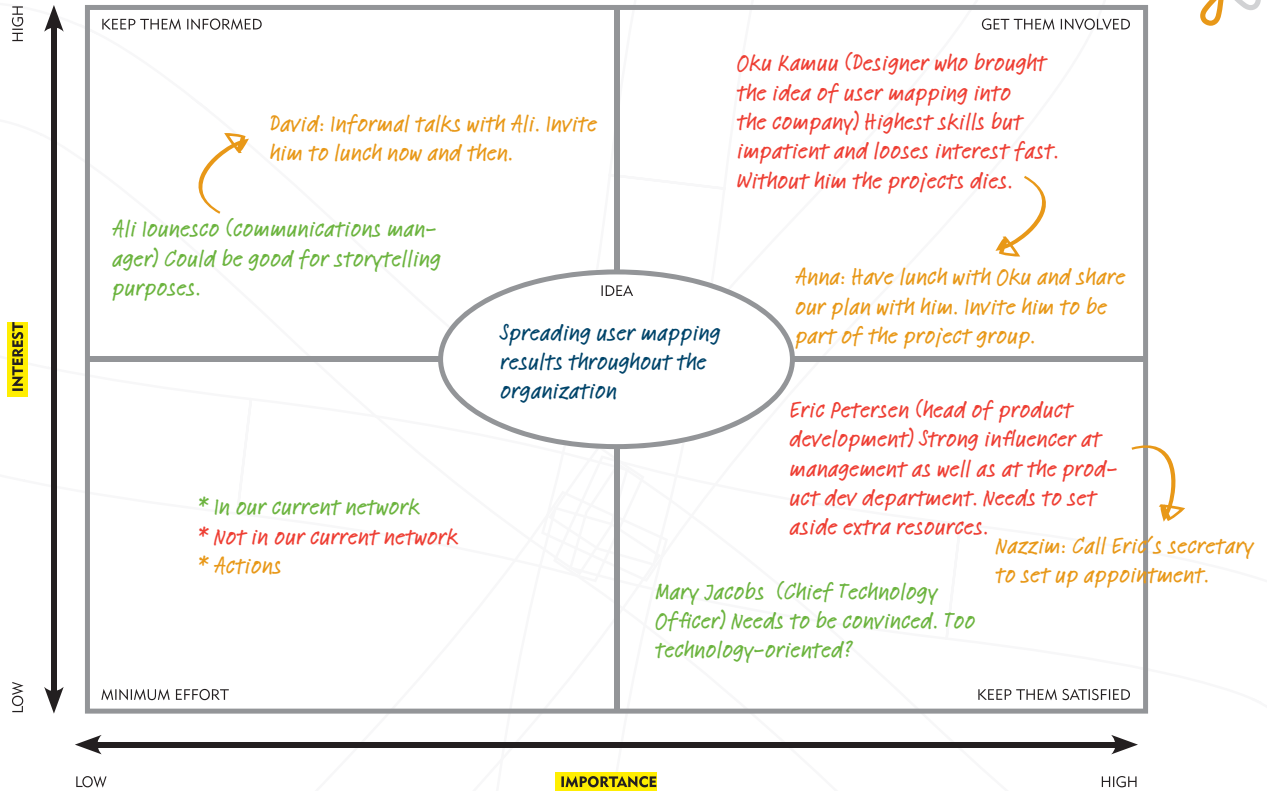 HIGH
KEEP THEM INFORMED
GET THEM INVOLVED
Oku Kamuu (Designer who brought
the idea of user mapping into
the company) Highest skills but
impatient and looses interest fast.
Without him the projects dies.
David: Informal talks with Ali. Invite
him to lunch now and then.
Ali Iounesco (communications man-
ager) Could be good for storytelling
purposes.
Anna: Have lunch with Oku and share
our plan with him. Invite him to be
part of the project group.
IDEA
Spreading user mapping
results throughout the
organization
INTEREST
Eric Petersen (head of product
development) Strong influencer at
management as well as at the prod-
uct dev department. Needs to set
aside extra resources.
Nazzim: Call Eric's secretary
to set up appointment.
* In our current network
* Not in our current network
* Actions
Mary Jacobs (Chief Technology
Officer) Needs to be convinced. Too
technology-oriented?
LOW
MINIMUM EFFORT
KEEP THEM SATISFIED
LOW
IMPORTANCE
HIGH